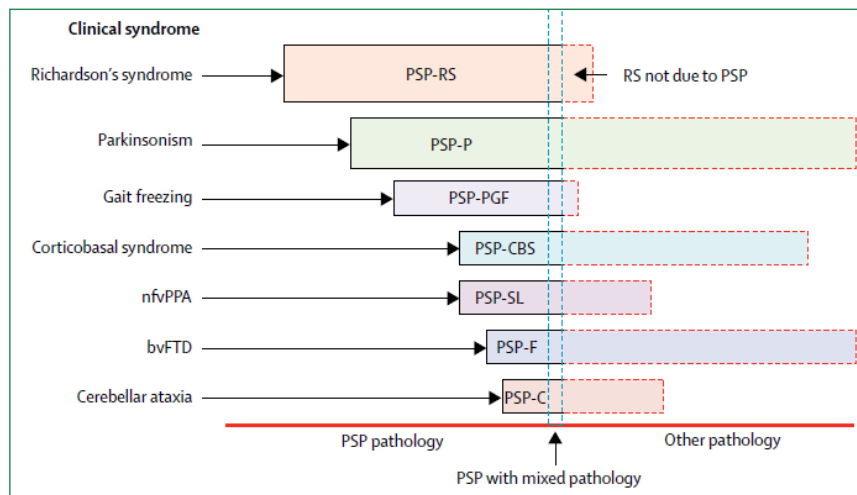 Clinical syndrome
Richardson's syndrome
PSP-RS
RS not due to PSP
Parkinsonism
PSP-P
Gait freezing
PSP-PGF
Corticobasal syndrome
PSP-CBS
nfvPPA
PSP-SL
bvFTD
PSP-F
Cerebellar ataxia
PSP-C
PSP pathology
Other pathology
PSP with mixed pathology